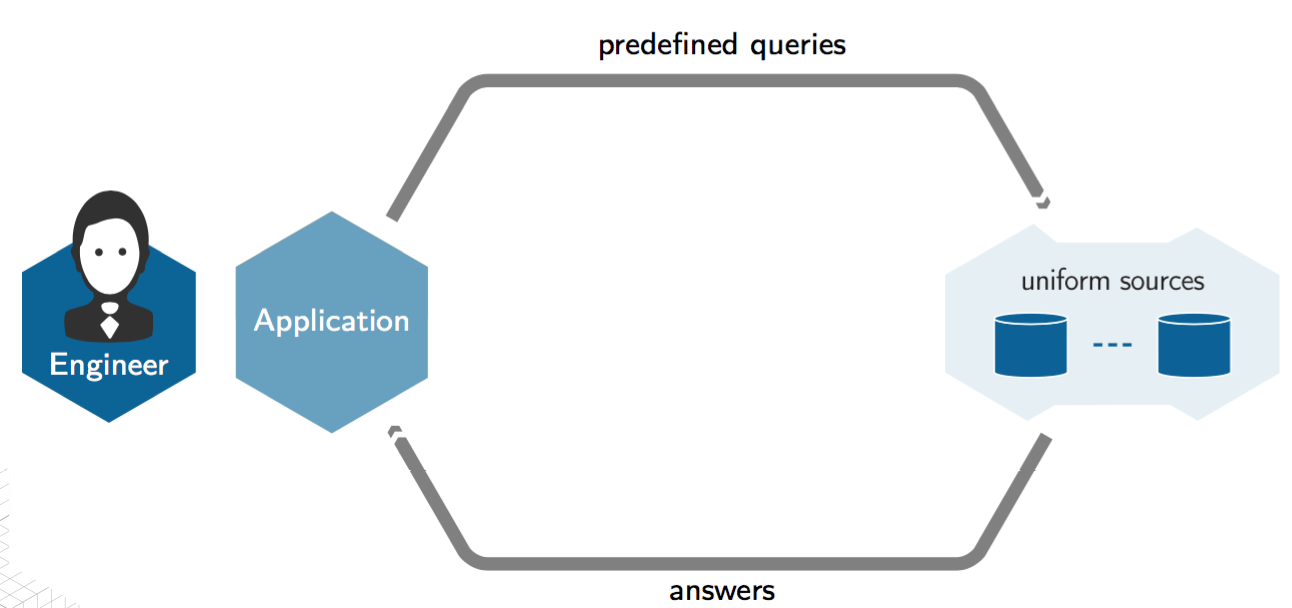 predefined queries
Engineer
Application
uniform sources
answers